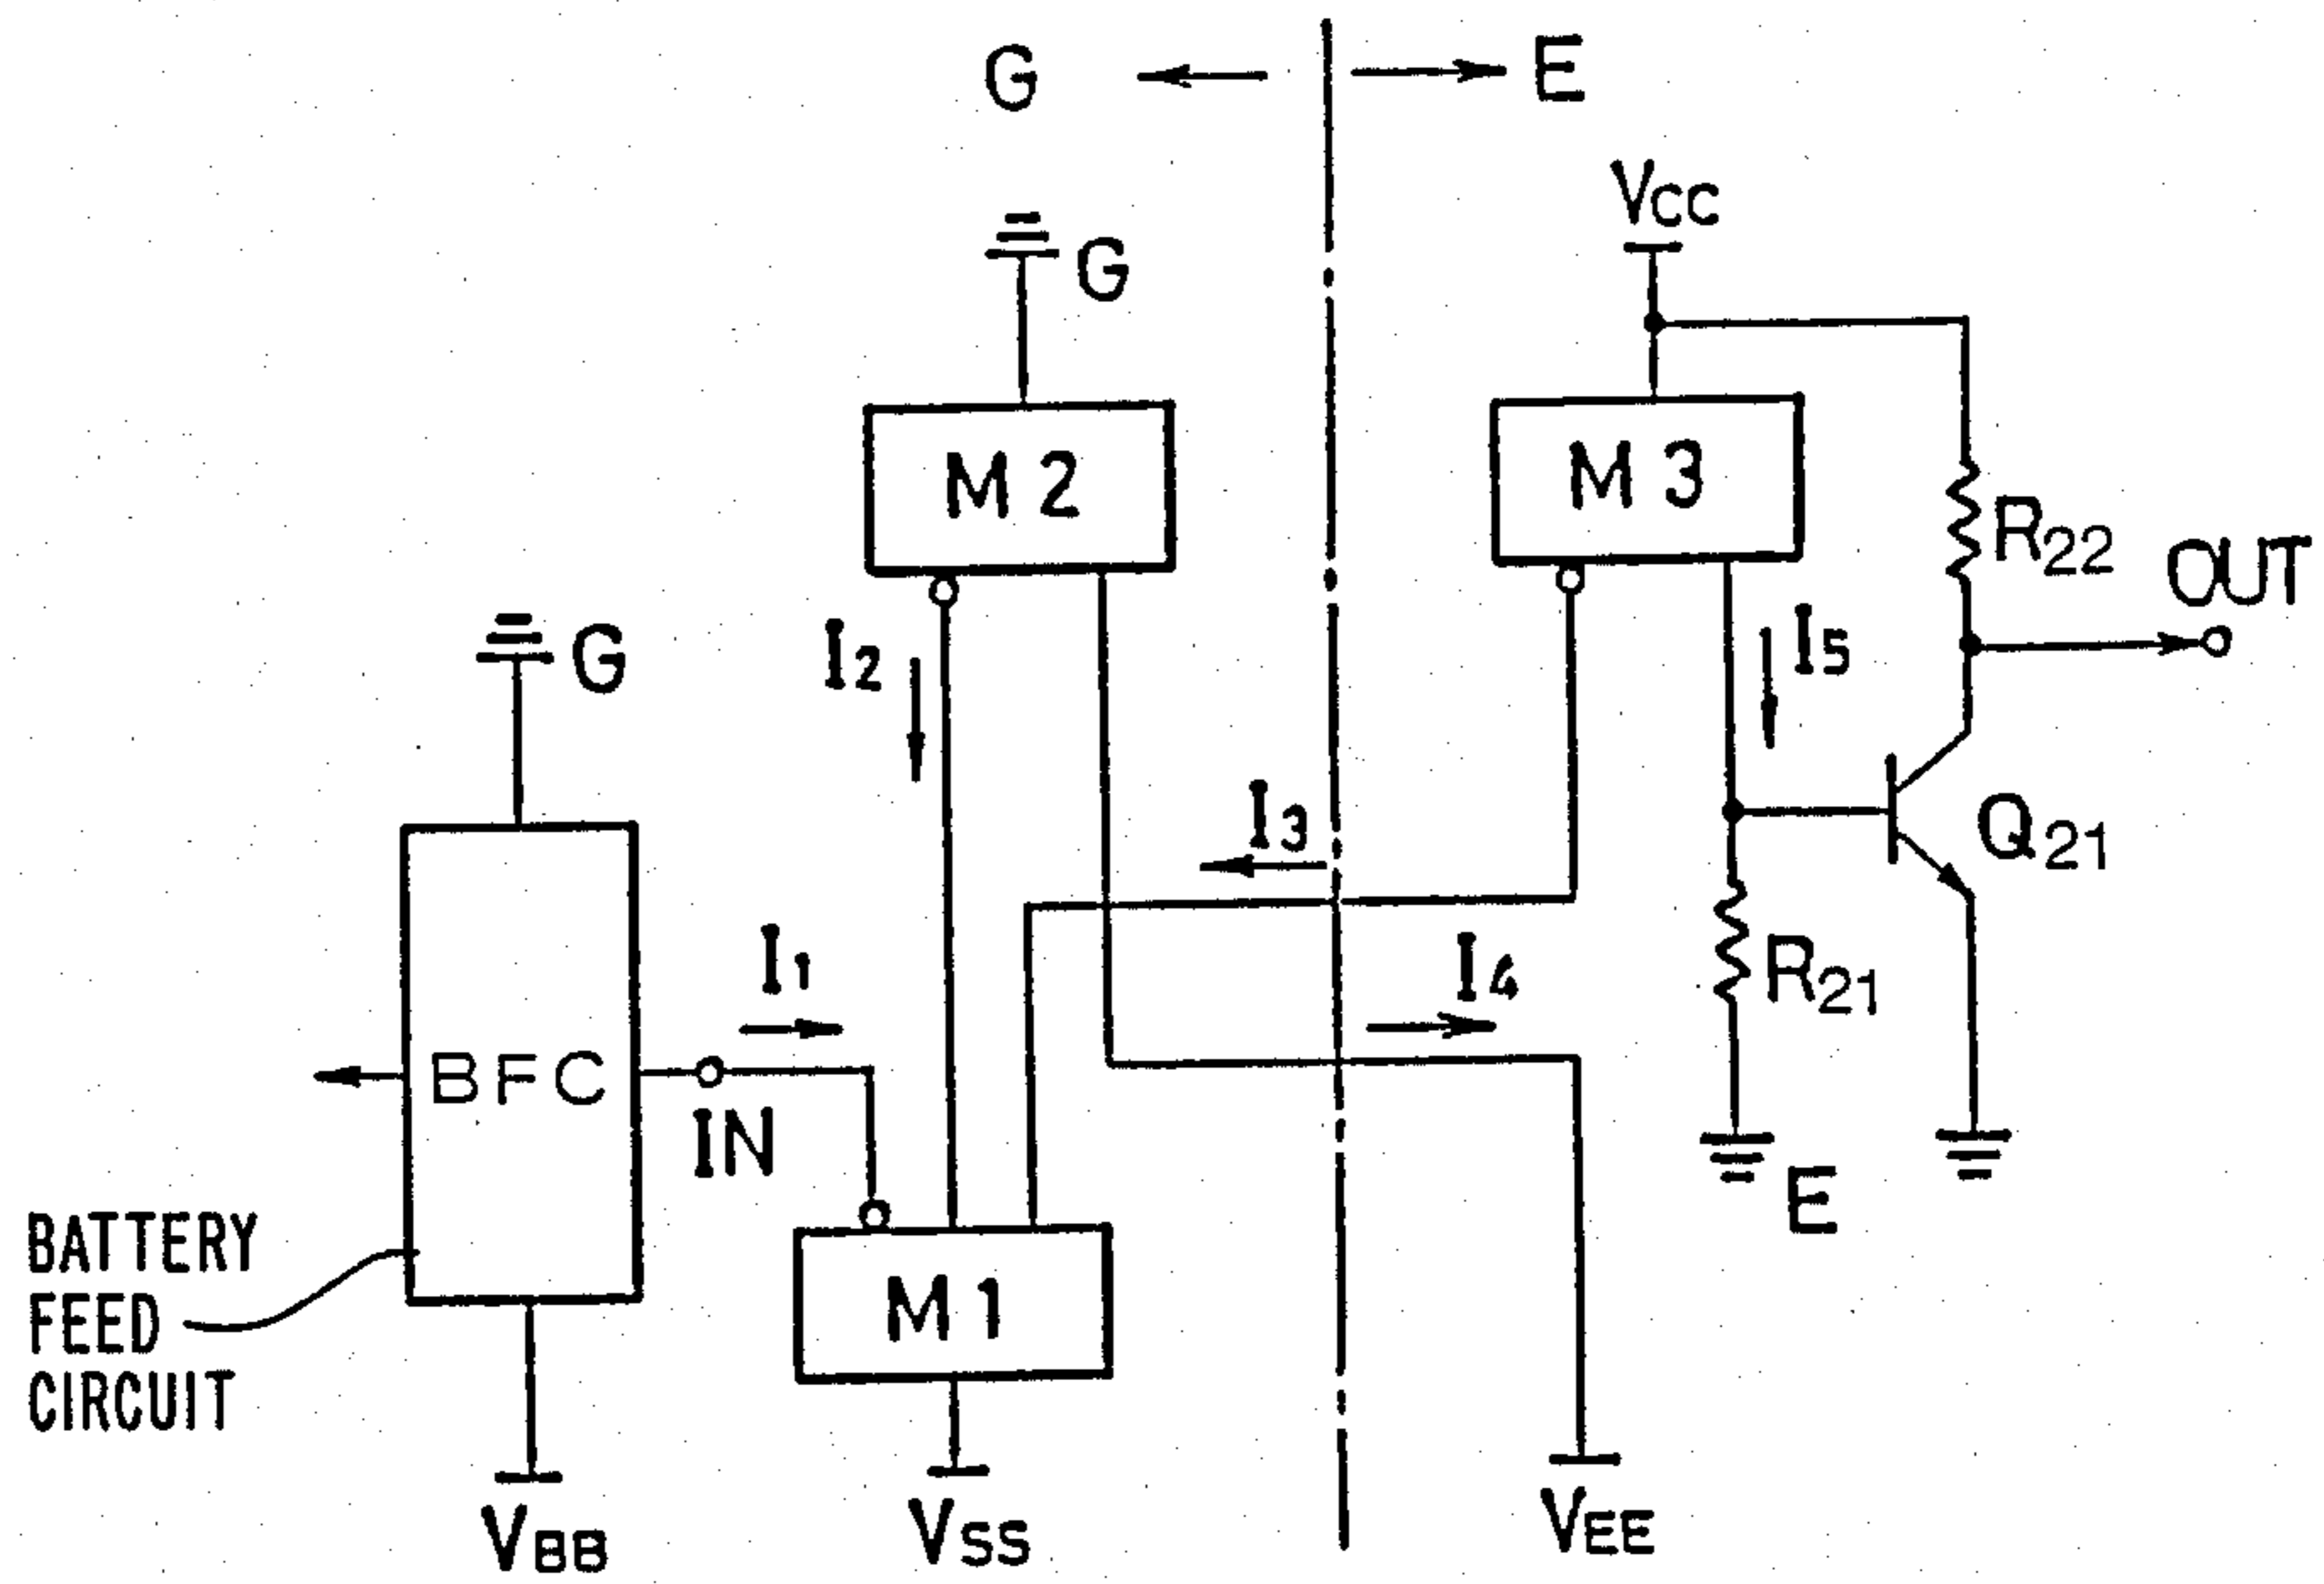 G E
VCC
G
M2
M3
R22
OUT
G
I2
I5
I3
Q21
I1
I4
R21
BFC
IN
E
BATTERY
FEED
CIRCUIT
M1
VBB
VSS
VEE